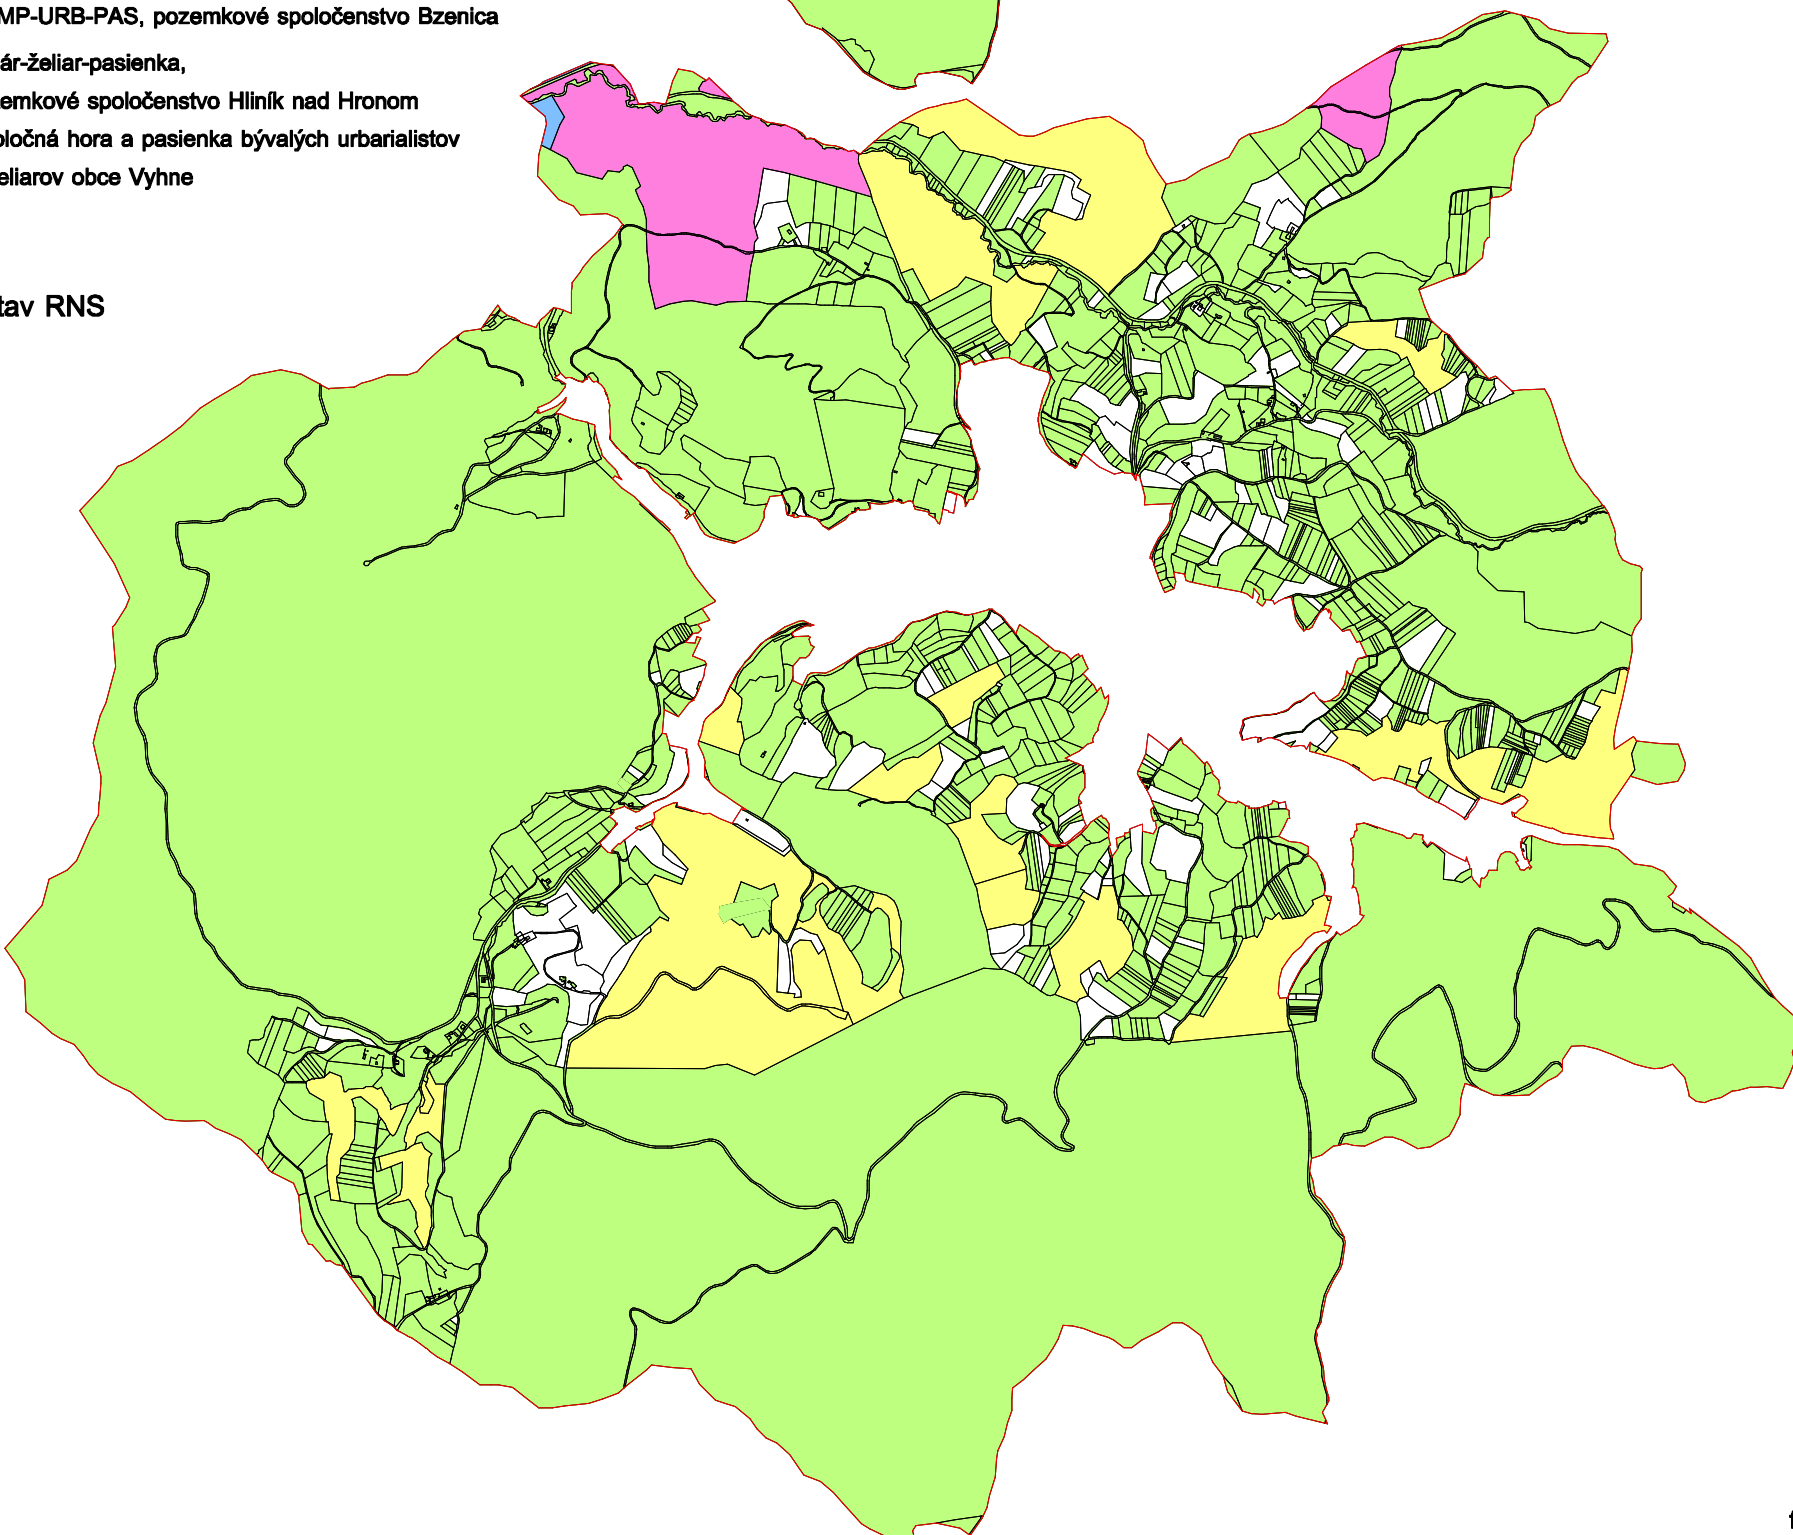 MP-URB-PAS, pozemkové spoločenstvo Bzenica
ár-želiar-pasienka,
emkové spoločenstvo Hliník nad Hronom
ločná hora a pasienka bývalých urbarialistov
eliarov obce Vyhne
tav RNS